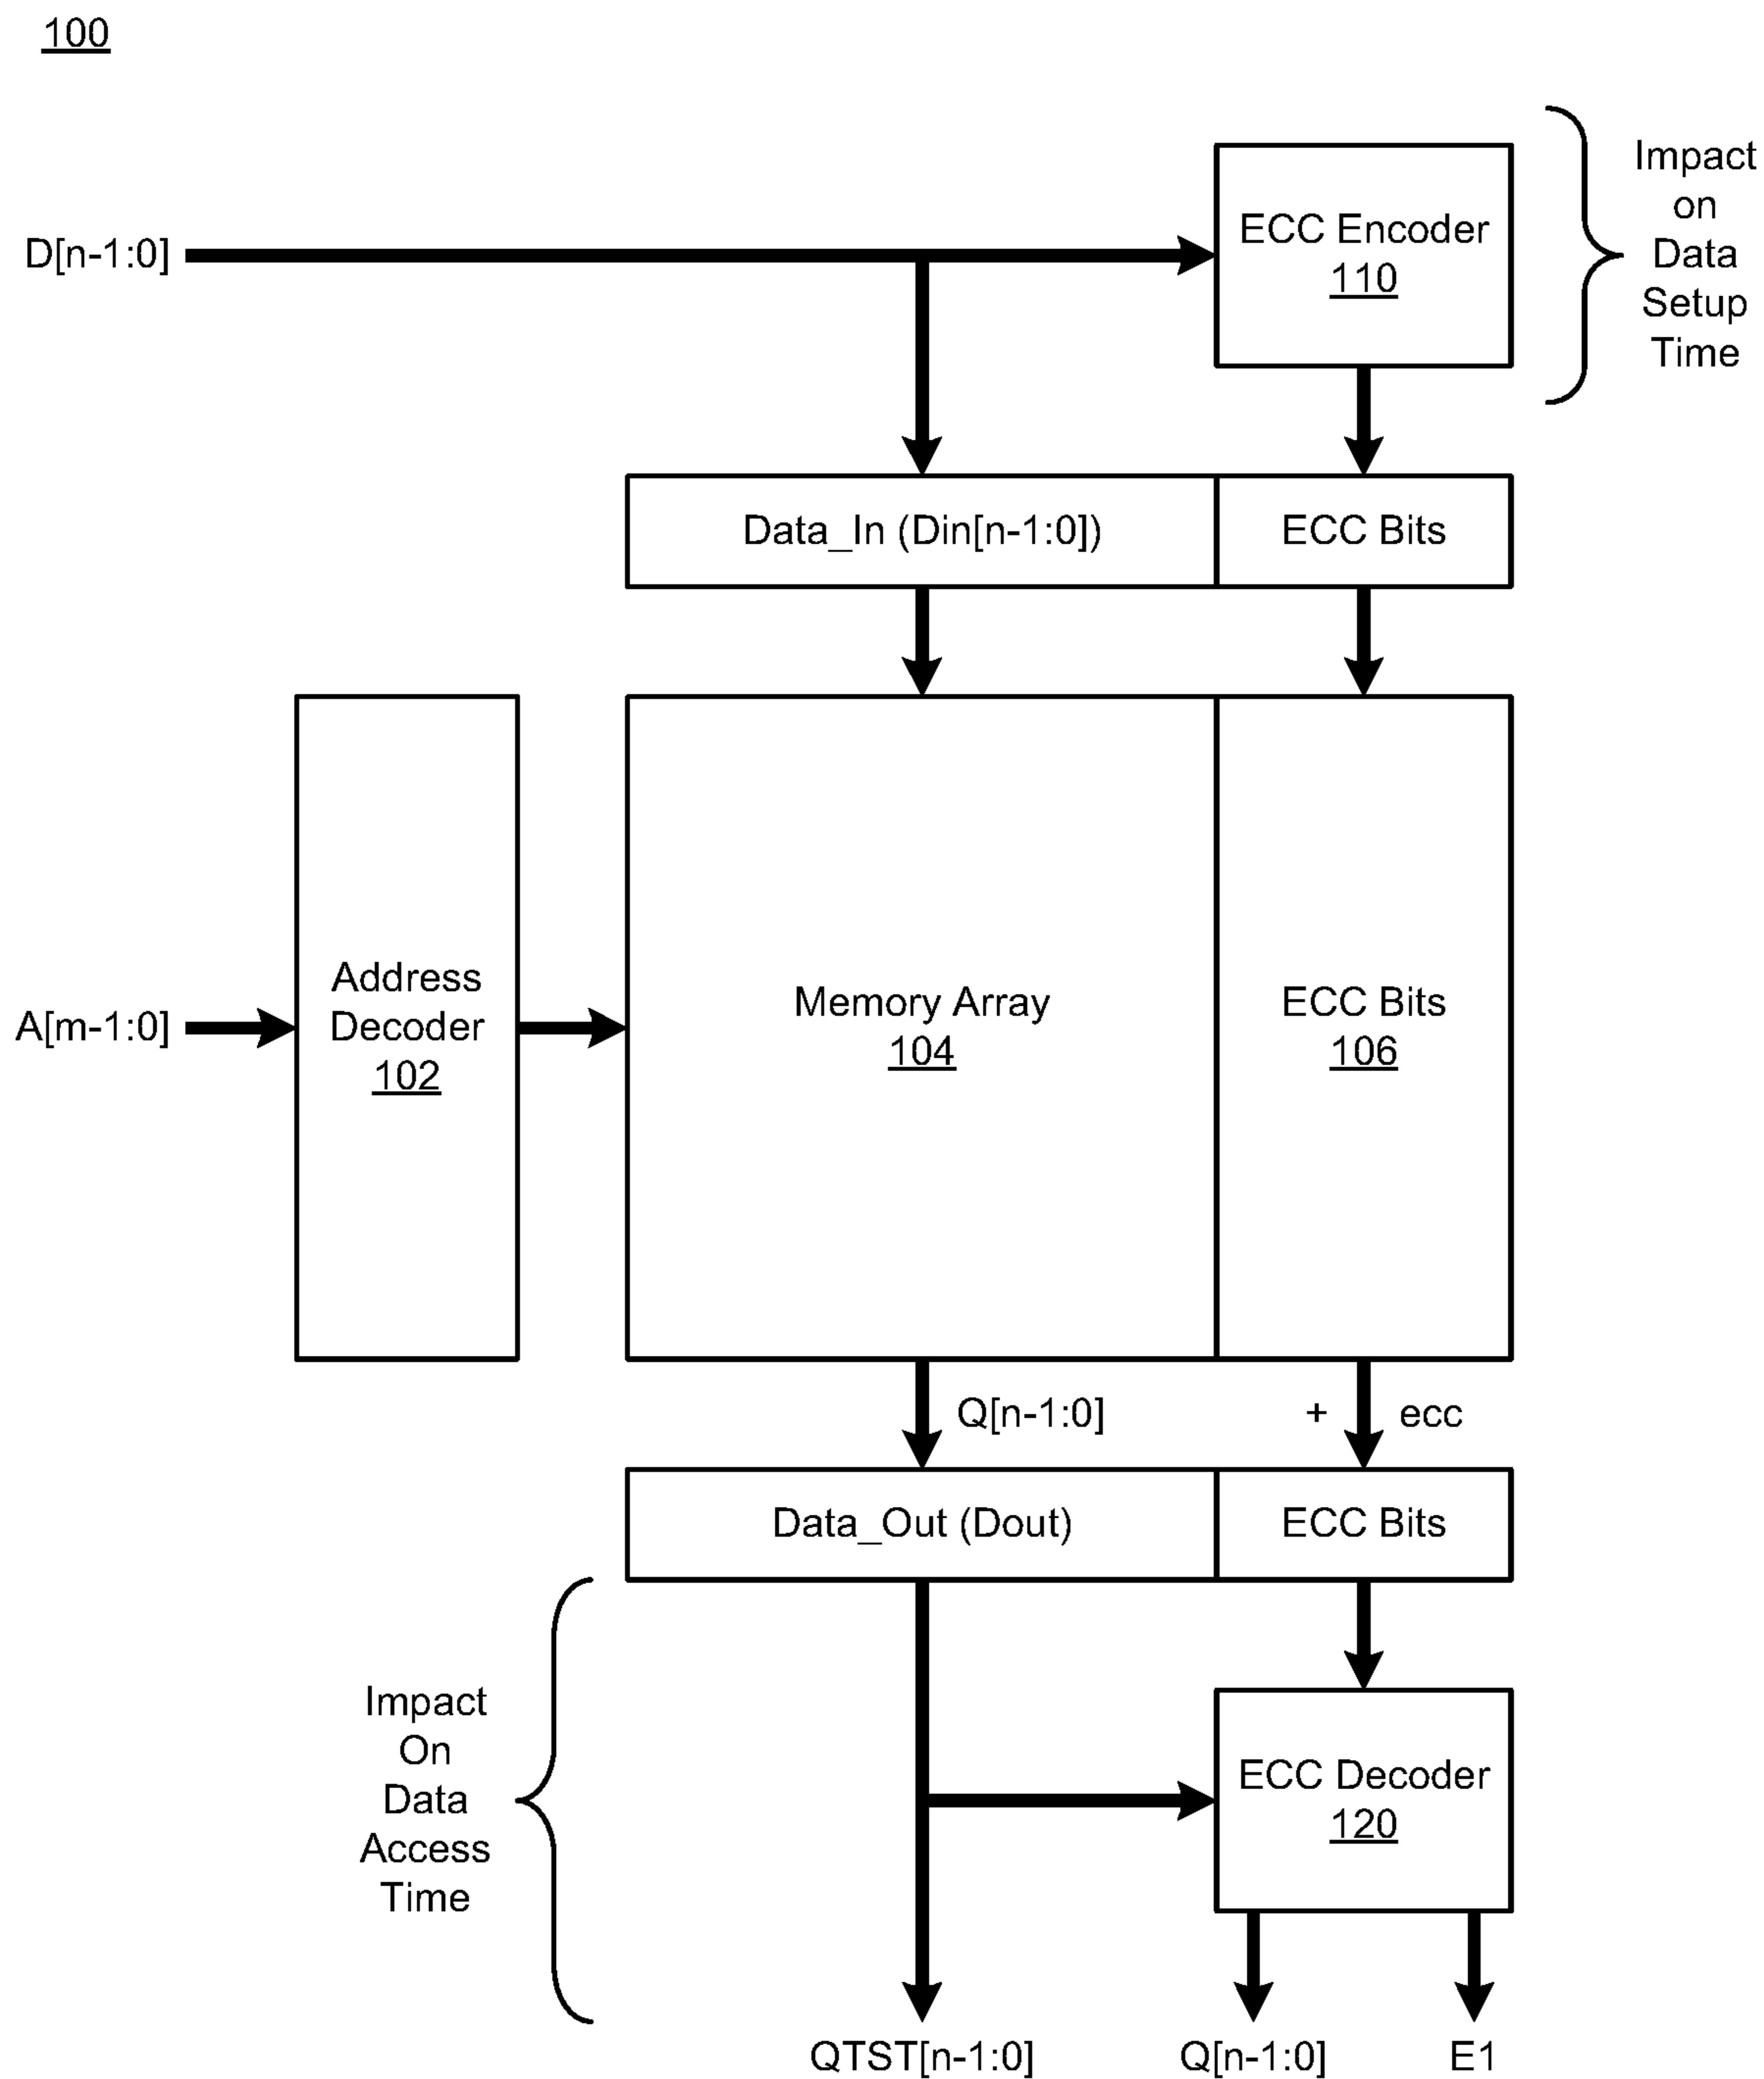 100
D[n-1:0]
ECC Encoder
110
Impact
on
Data
Setup
Time
Data_In (Din[n-1:0])
ECC Bits
A[m-1:0]
Address
Decoder
102
Memory Array
104
ECC Bits
106
Q[n-1:0]
+
ecc
Data_Out (Dout)
ECC Bits
Impact
On
Data
Access
Time
ECC Decoder
120
QTST[n-1:0]
Q[n-1:0]
E1